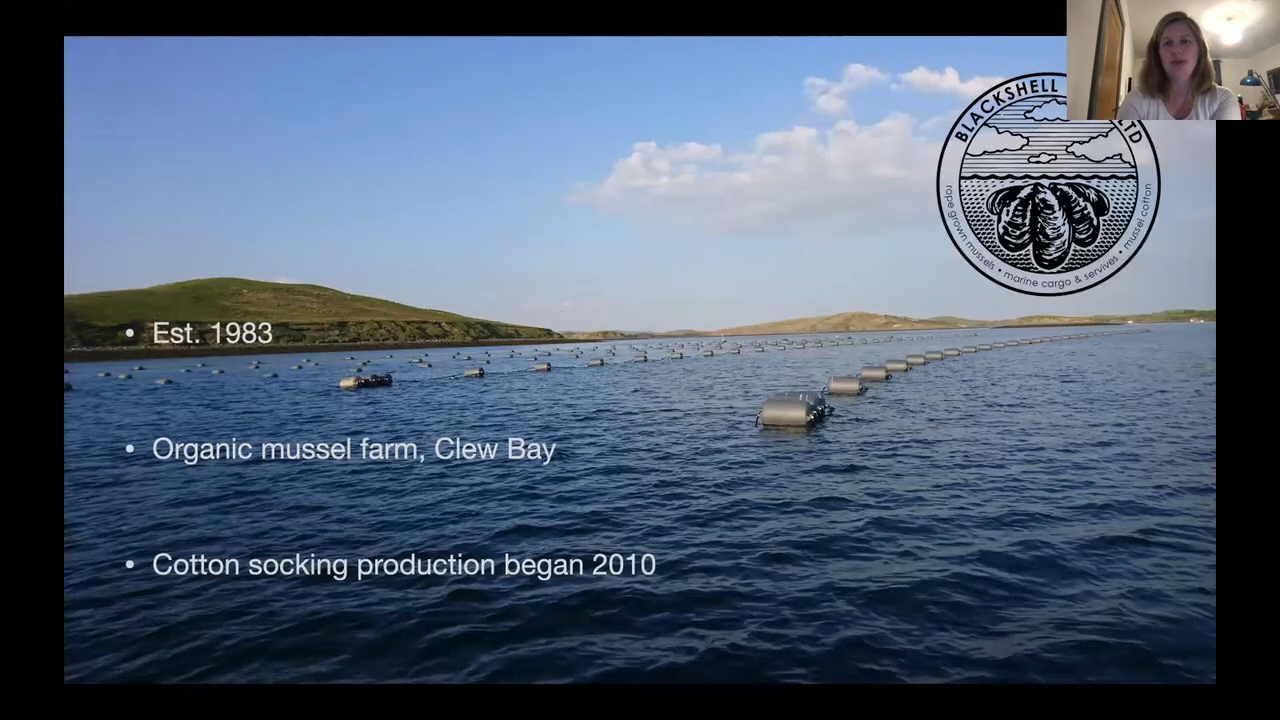 BLACKSHELL LTD
rope grown mussels • marine cargo & servives • mussel cotton
• Est. 1983
• Organic mussel farm, Clew Bay
• Cotton socking production began 2010